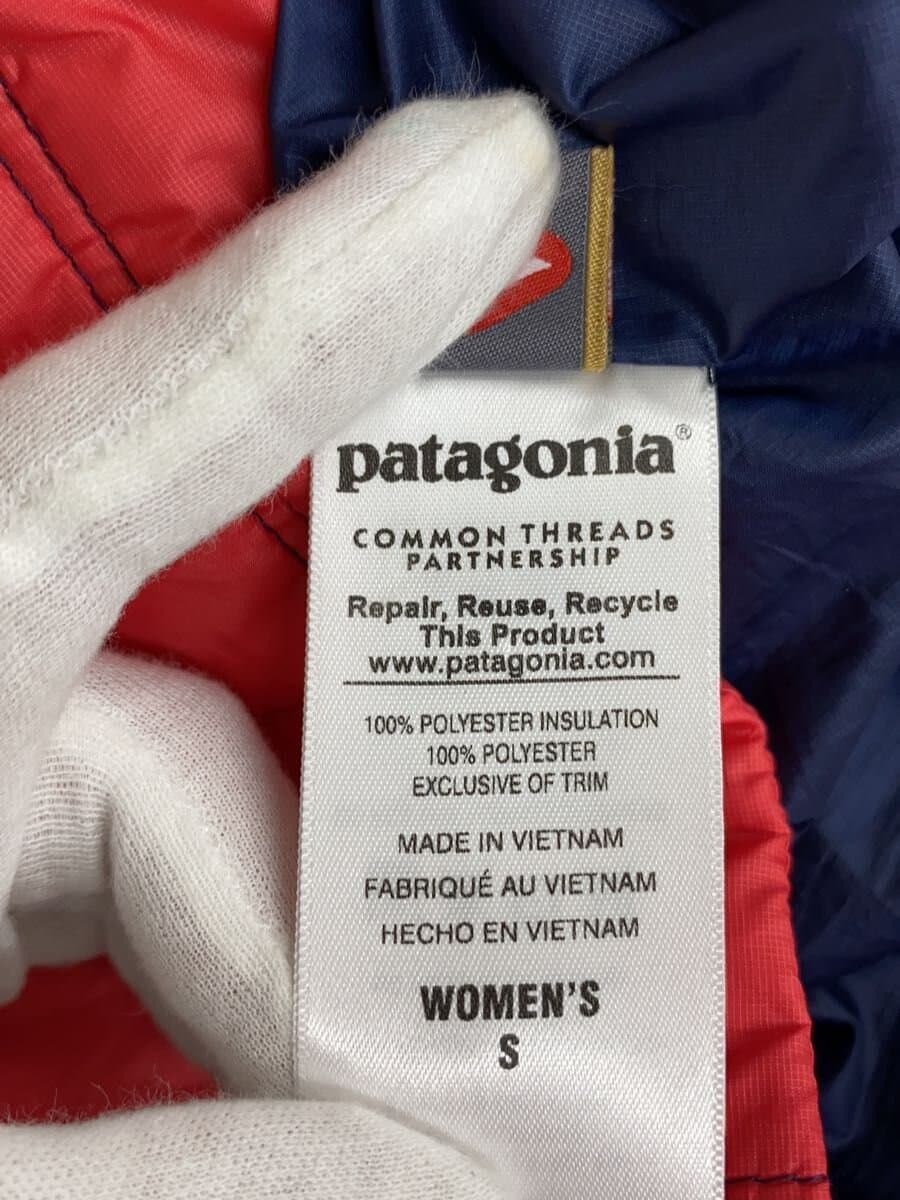 patagonia®
COMMON THREADS
PARTNERSHIP
Repair, Reuse, Recycle
This Product
www.patagonia.com
100% POLYESTER INSULATION
100% POLYESTER
EXCLUSIVE OF TRIM
MADE IN VIETNAM
FABRIQUÉ AU VIETNAM
HECHO EN VIETNAM
WOMEN'S
S